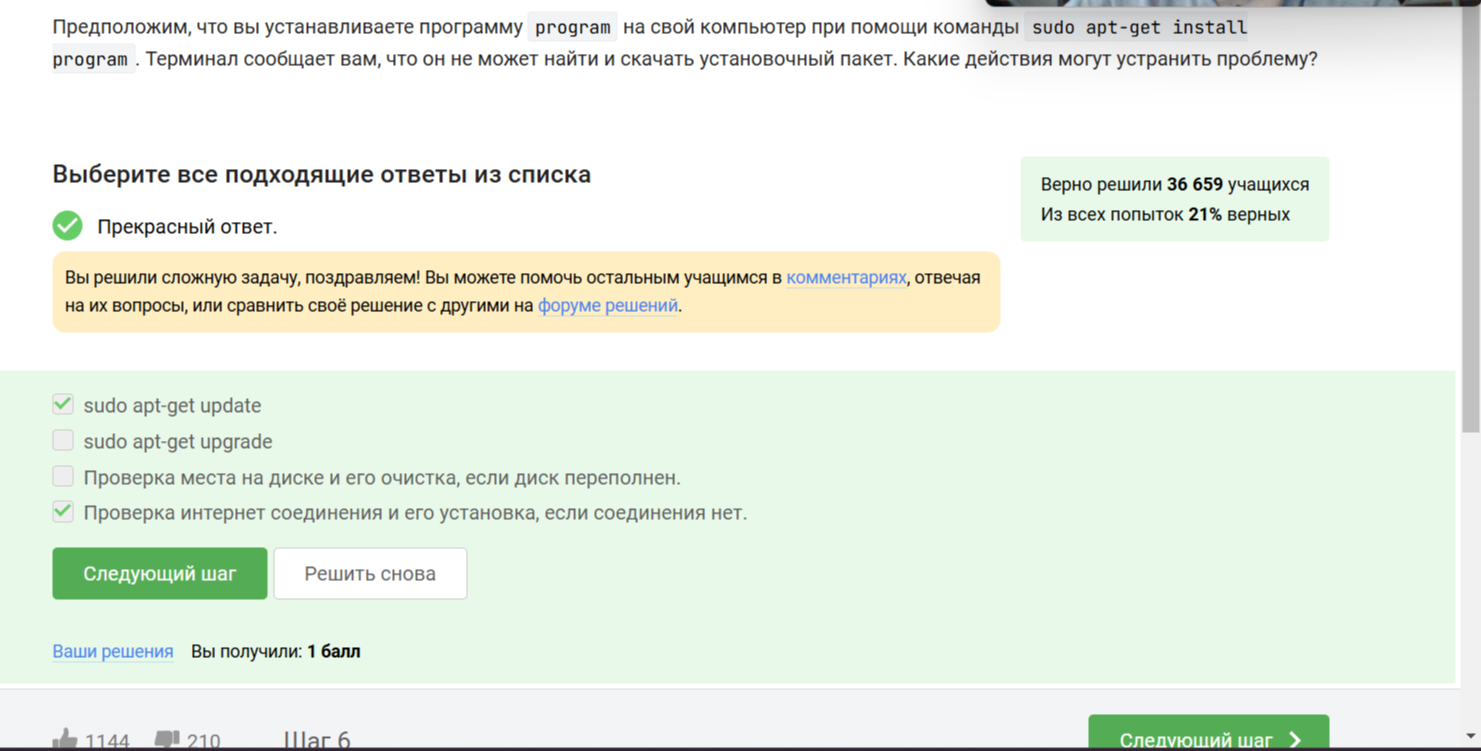 Предположим, что вы устанавливаете программу program на свой компьютер при помощи команды sudo apt-get install
program . Терминал сообщает вам, что он не может найти и скачать установочный пакет. Какие действия могут устранить проблему?
Выберите все подходящие ответы из списка
Верно решили 36 659 учащихся
Из всех попыток 21% верных
Прекрасный ответ.
Вы решили сложную задачу, поздравляем! Вы можете помочь остальным учащимся в комментариях, отвечая
на их вопросы, или сравнить своё решение с другими на форуме решений.
sudo apt-get update
sudo apt-get upgrade
Проверка места на диске и его очистка, если диск переполнен.
Проверка интернет соединения и его установка, если соединения нет.
Следующий шаг Решить снова
Ваши решения Вы получили: 1 балл
1144 210 Шаг 6 Следующий шаг